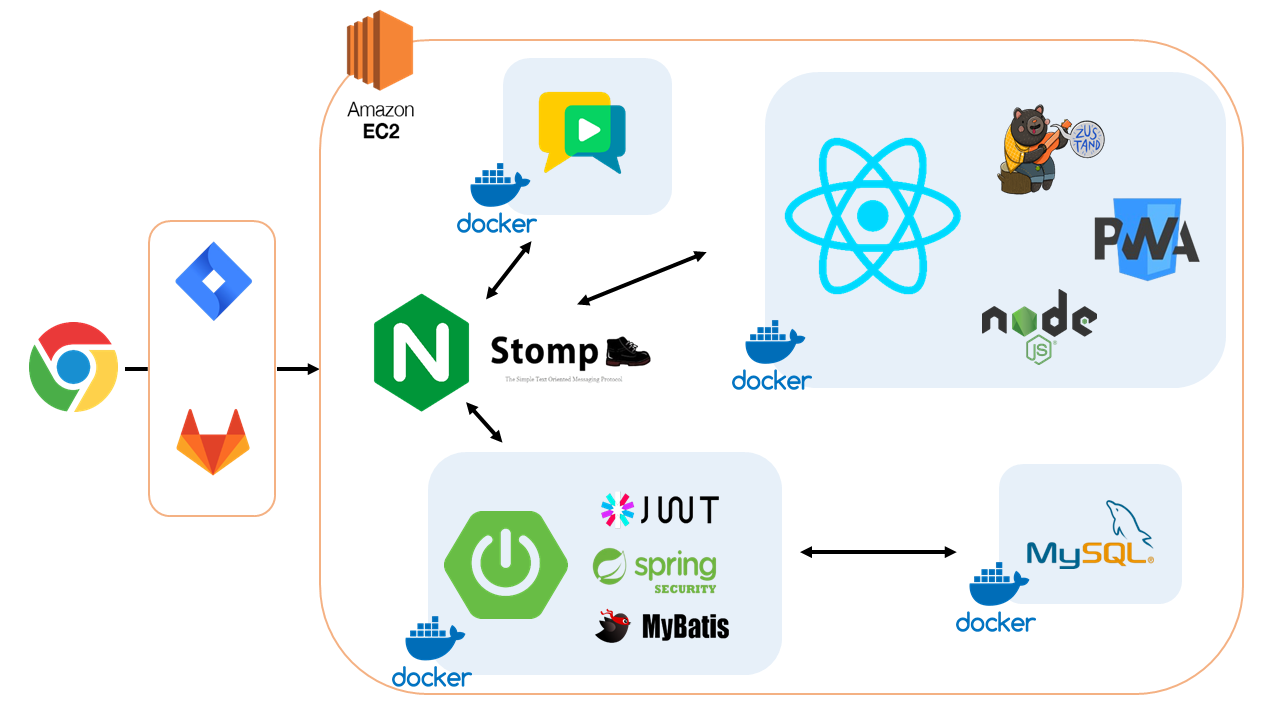 Amazon
EC2
docker
ZUS
TAND
PWA
node
JS
docker
N
Stomp
The Simple Text Oriented Messaging Protocol
JWT
spring
SECURITY
MyBatis
docker
MySQL
docker